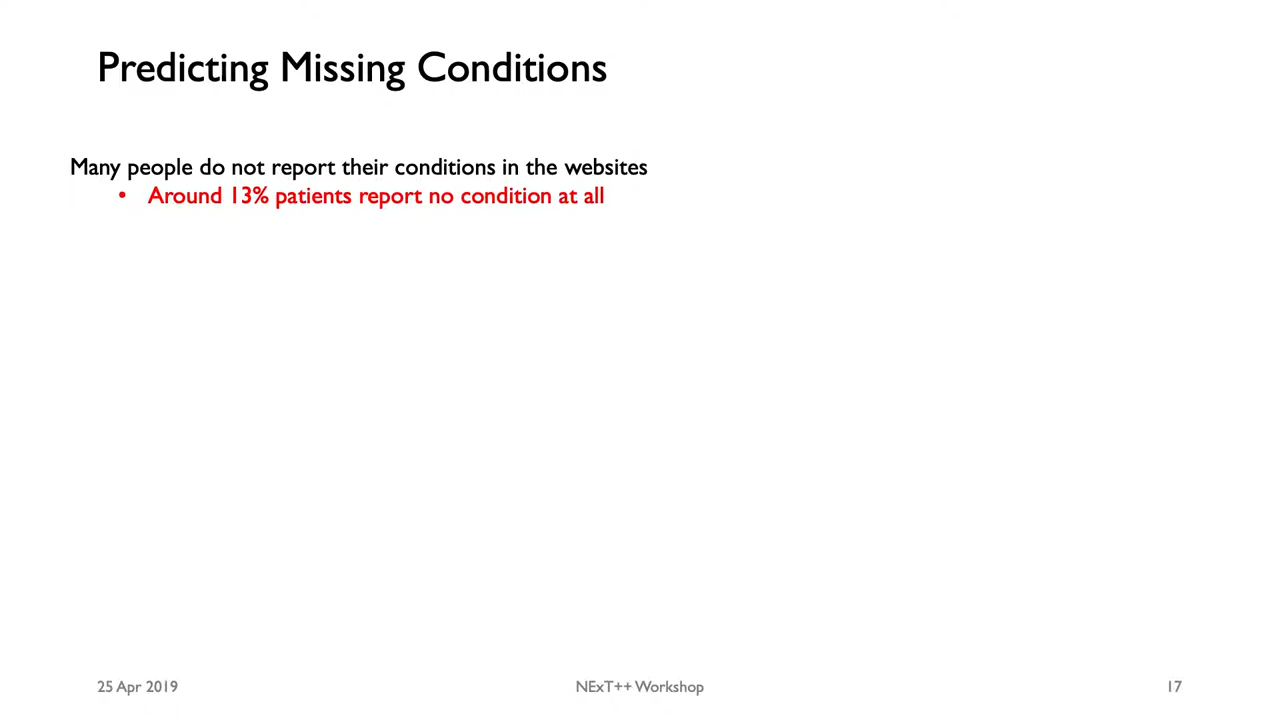 Predicting Missing Conditions
Many people do not report their conditions in the websites
• Around 13% patients report no condition at all
25 Apr 2019
NExT++ Workshop
17